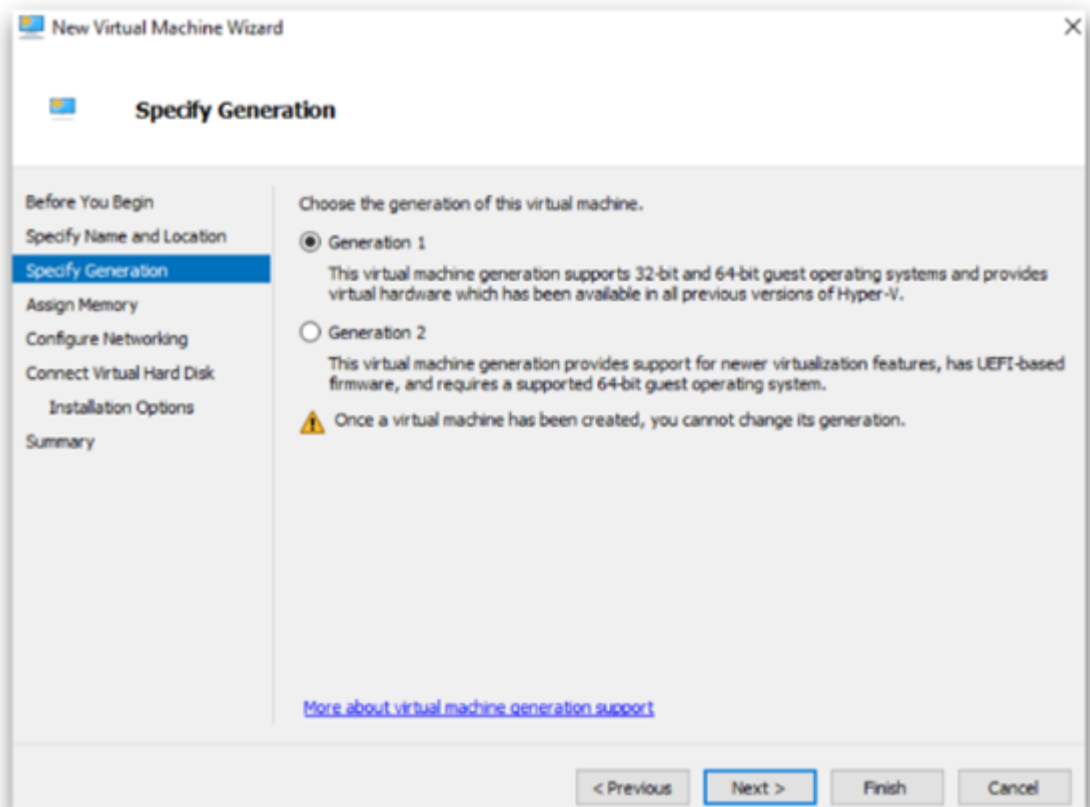 New Virtual Machine Wizard
Specify Generation
Before You Begin
Specify Name and Location
Specify Generation
Assign Memory
Configure Networking
Connect Virtual Hard Disk
Installation Options
Summary
Choose the generation of this virtual machine.
Generation 1
This virtual machine generation supports 32-bit and 64-bit guest operating systems and provides
virtual hardware which has been available in all previous versions of Hyper-V.
Generation 2
This virtual machine generation provides support for newer virtualization features, has UEFI-based
firmware, and requires a supported 64-bit guest operating system.
Once a virtual machine has been created, you cannot change its generation.
More about virtual machine generation support
< Previous
Next >
Finish
Cancel